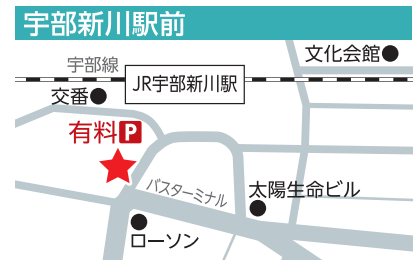 宇部新川駅前
文化会館
宇部線
JR宇部新川駅
交番
有料P
バスターミナル
太陽生命ビル
ローソン